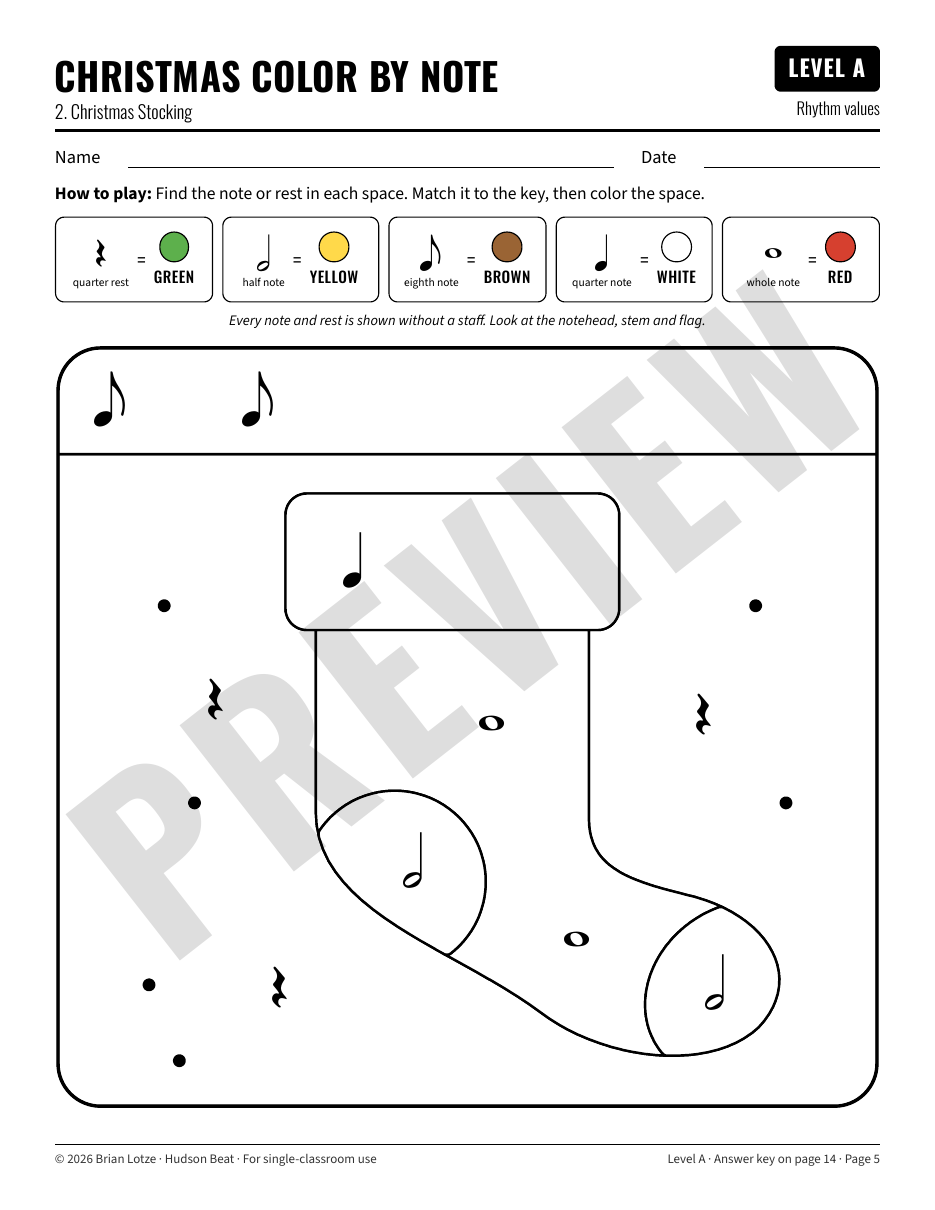 CHRISTMAS COLOR BY NOTE
LEVEL A
2. Christmas Stocking
Rhythm values
Name
Date
How to play: Find the note or rest in each space. Match it to the key, then color the space.
quarter rest = GREEN
half note = YELLOW
eighth note = BROWN
quarter note = WHITE
whole note = RED
Every note and rest is shown without a staff. Look at the notehead, stem and flag.
PREVIEW
© 2026 Brian Lotze · Hudson Beat · For single-classroom use
Level A · Answer key on page 14 · Page 5